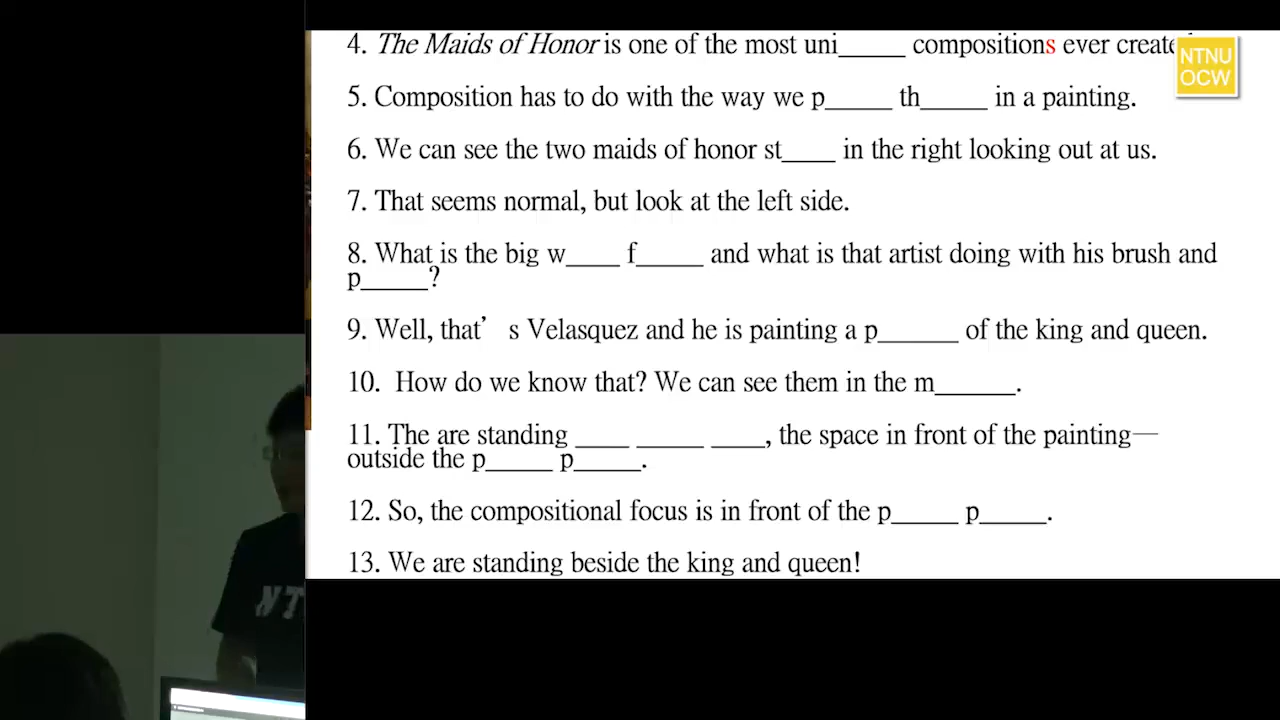 4. The Maids of Honor is one of the most uni_____ compositions ever create
NTNU
OCW
5. Composition has to do with the way we p_____ th_____ in a painting.
6. We can see the two maids of honor st____ in the right looking out at us.
7. That seems normal, but look at the left side.
8. What is the big w____ f_____ and what is that artist doing with his brush and
p_____?
9. Well, that’s Velasquez and he is painting a p______ of the king and queen.
10. How do we know that? We can see them in the m______.
11. The are standing ____ _____ ____, the space in front of the painting—
outside the p_____ p_____.
12. So, the compositional focus is in front of the p_____ p_____.
13. We are standing beside the king and queen!
NT